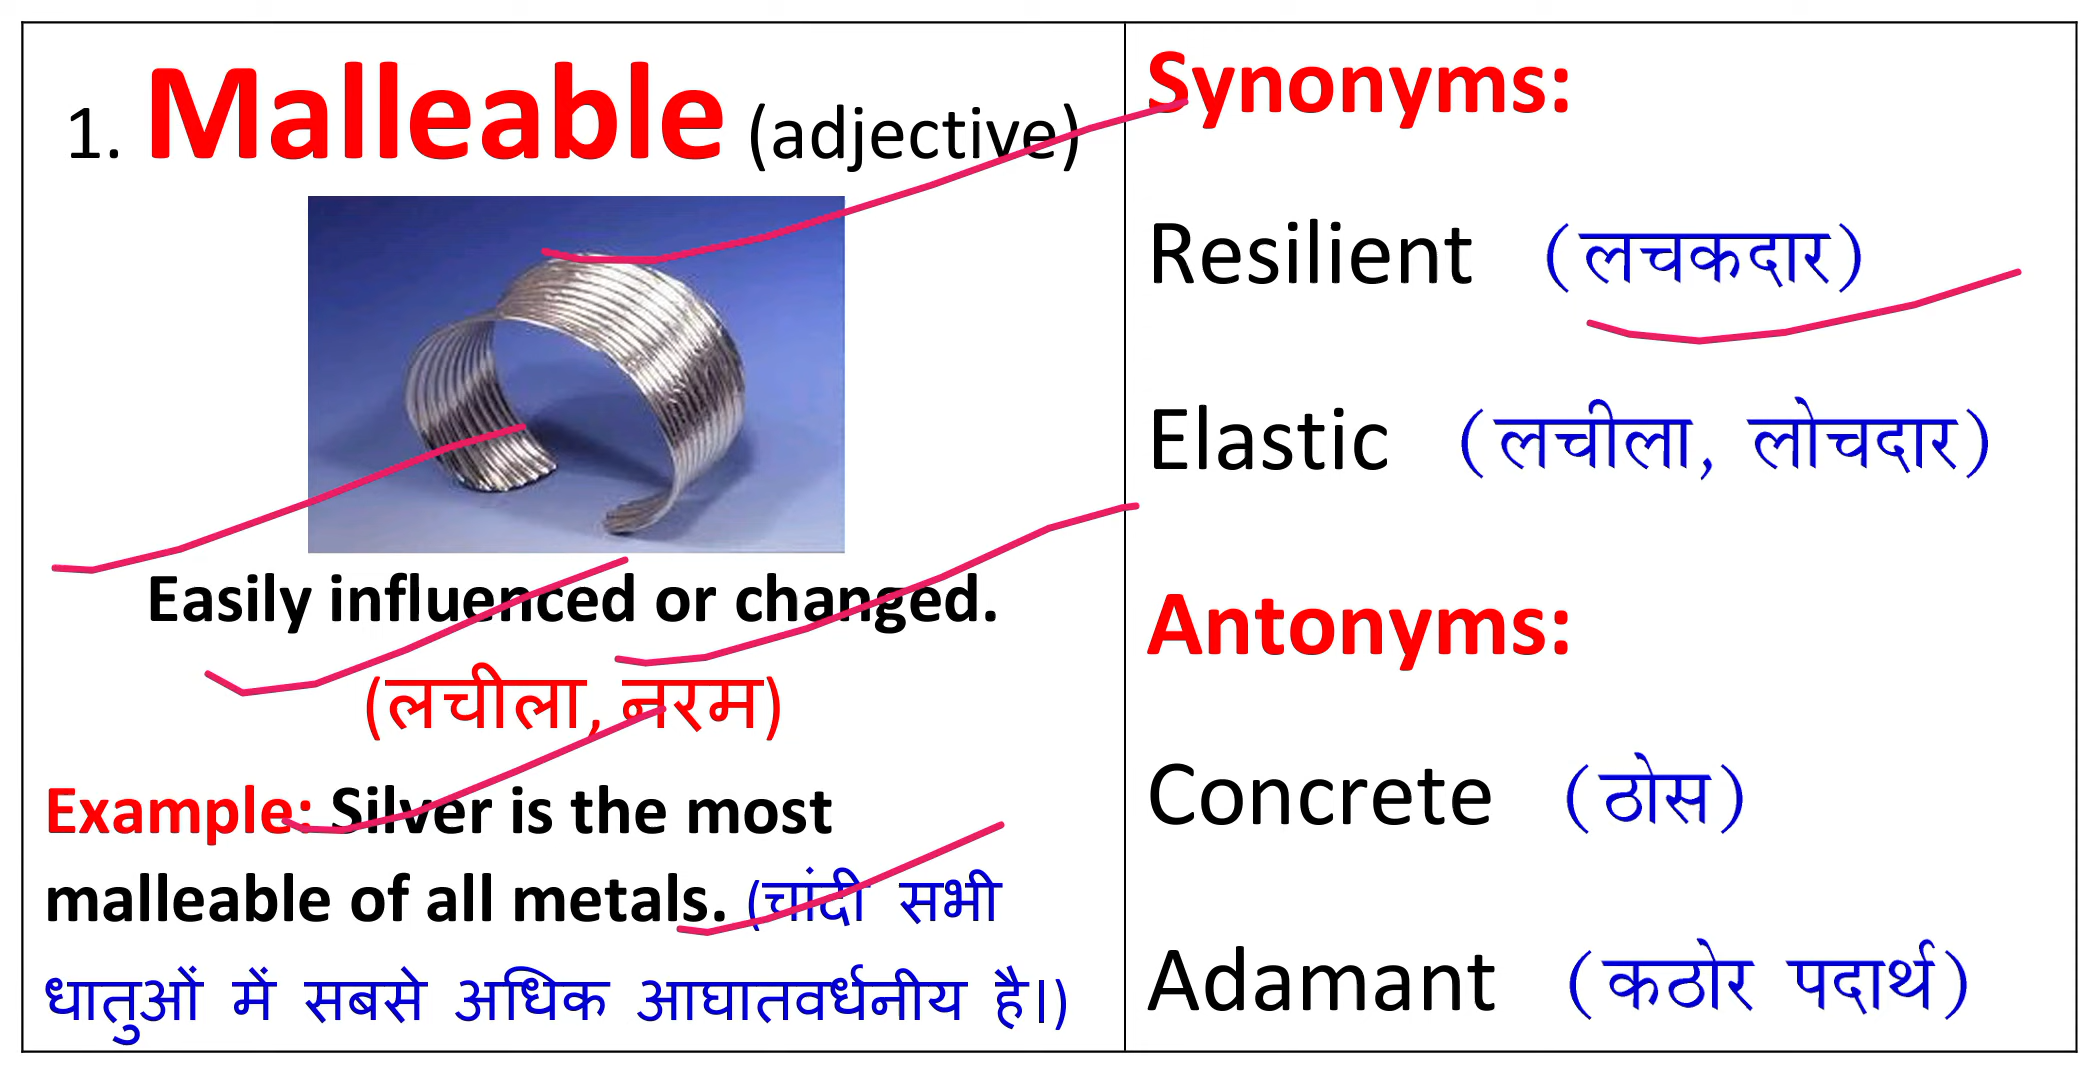 1. Malleable (adjective)
Easily influenced or changed.
(लचीला, नरम)
Example: Silver is the most
malleable of all metals. (चांदी सभी
धातुओं में सबसे अधिक आघातवर्धनीय है।)
Synonyms:
Resilient (लचकदार)
Elastic (लचीला, लोचदार)
Antonyms:
Concrete (ठोस)
Adamant (कठोर पदार्थ)